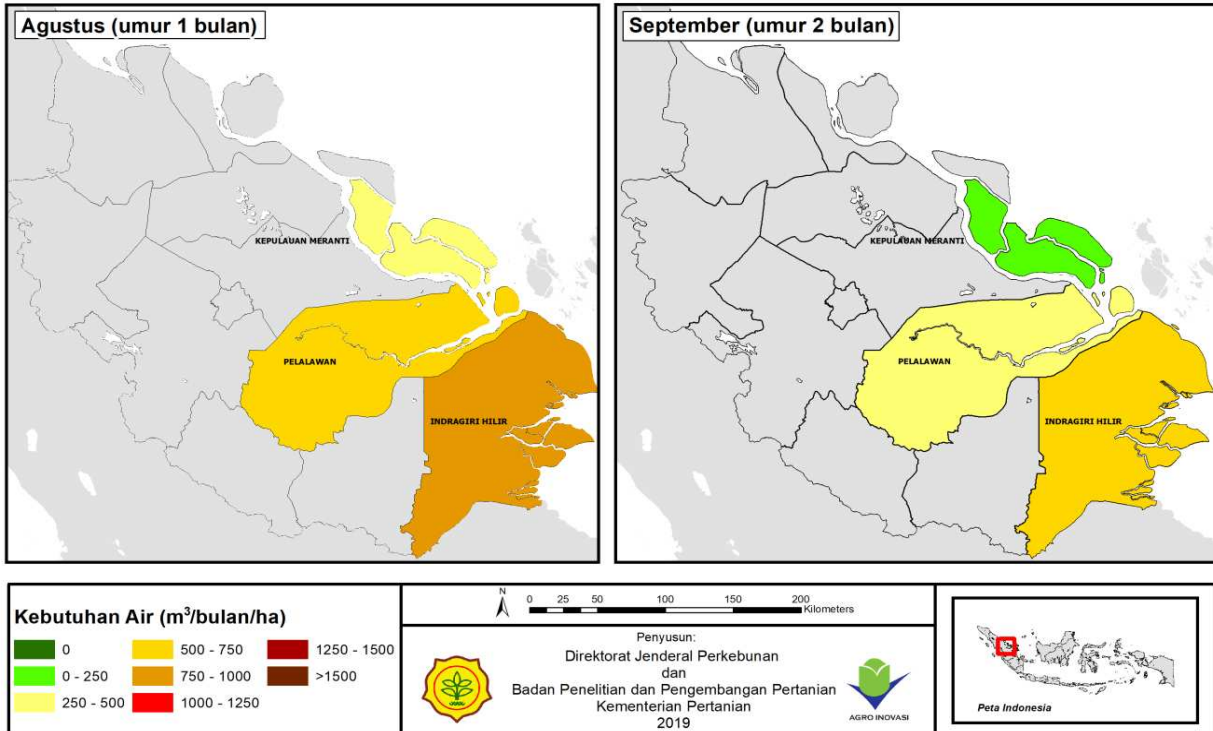 Agustus (umur 1 bulan)
KEPULAUAN MERANTI
PELALAWAN
INDRAGIRI HILIR
September (umur 2 bulan)
KEPULAUAN MERANTI
PELALAWAN
INDRAGIRI HILIR
Kebutuhan Air (m³/bulan/ha)
0
0 - 250
250 - 500
500 - 750
750 - 1000
1000 - 1250
1250 - 1500
>1500
N
0 25 50 100 150 200
Kilometers
Penyusun:
Direktorat Jenderal Perkebunan
dan
Badan Penelitian dan Pengembangan Pertanian
Kementerian Pertanian
2019
AGRO INOVASI
Peta Indonesia